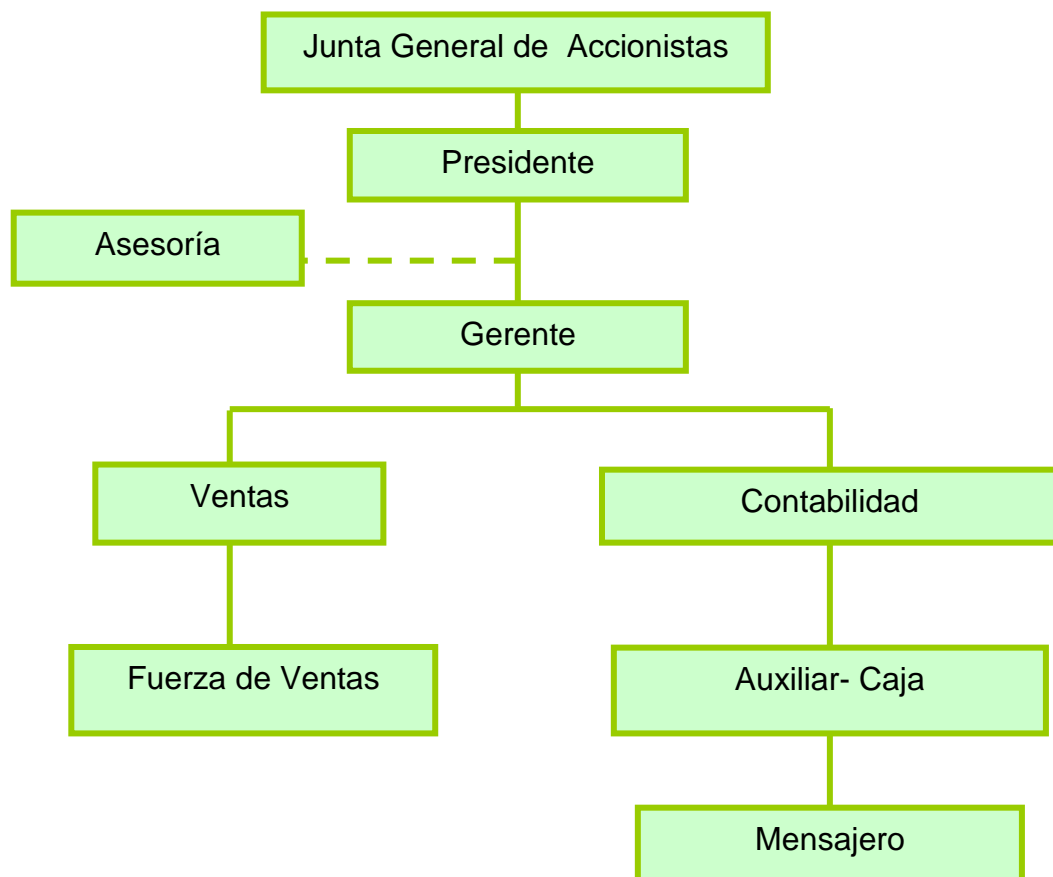 Junta General de  Accionistas
Presidente
Asesoría
Gerente
Ventas
Contabilidad
Fuerza de Ventas
Auxiliar- Caja
Mensajero